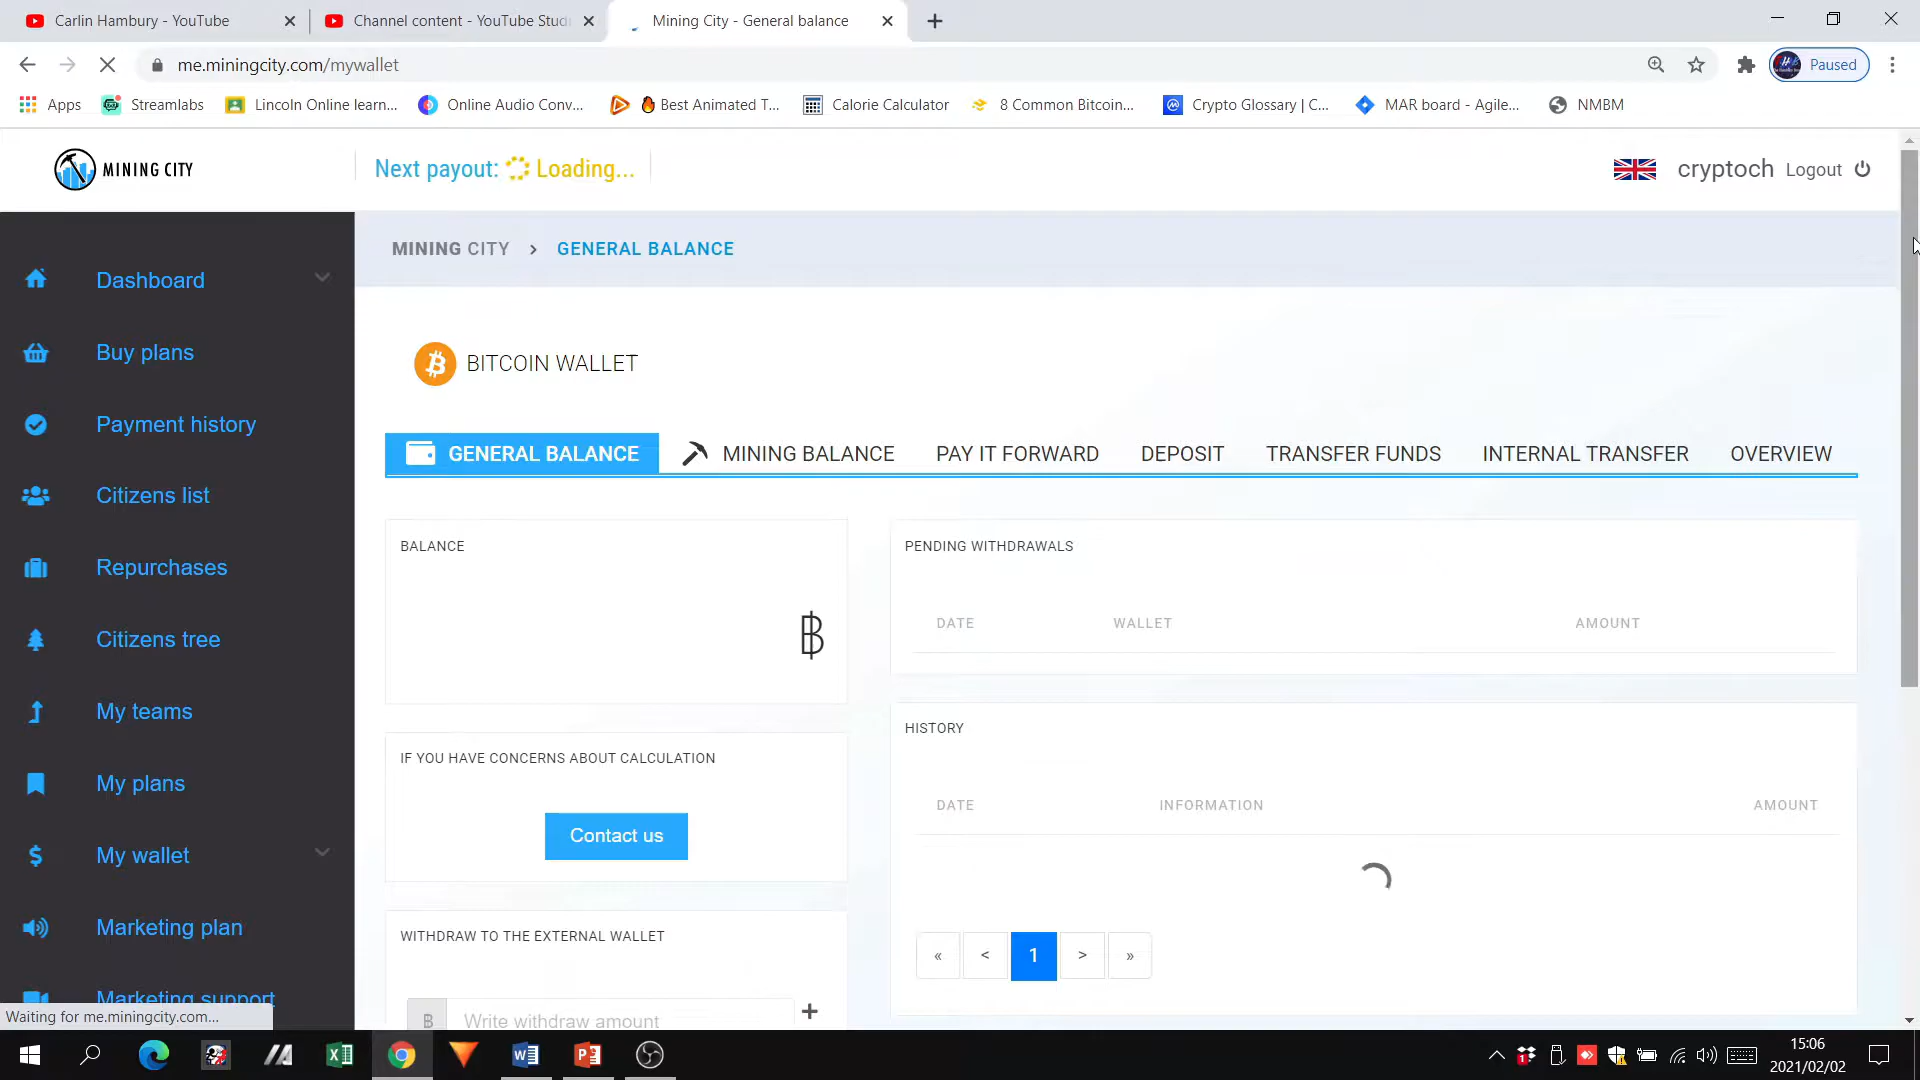 Carlin Hambury - YouTube
Channel content - YouTube Stud
Mining City - General balance
me.miningcity.com/mywallet
Paused
Apps
Streamlabs
Lincoln Online learn...
Online Audio Conv...
Best Animated T...
Calorie Calculator
8 Common Bitcoin...
Crypto Glossary | C...
MAR board - Agile...
NMBM
MINING CITY
Next payout: Loading...
cryptoch
Logout
MINING CITY > GENERAL BALANCE
Dashboard
Buy plans
Payment history
Citizens list
Repurchases
Citizens tree
My teams
My plans
My wallet
Marketing plan
Marketing support
BITCOIN WALLET
GENERAL BALANCE
MINING BALANCE
PAY IT FORWARD
DEPOSIT
TRANSFER FUNDS
INTERNAL TRANSFER
OVERVIEW
BALANCE
฿
IF YOU HAVE CONCERNS ABOUT CALCULATION
Contact us
WITHDRAW TO THE EXTERNAL WALLET
B
Write withdraw amount
+
PENDING WITHDRAWALS
DATE WALLET AMOUNT
HISTORY
DATE INFORMATION AMOUNT
« < 1 > »
Waiting for me.miningcity.com...
15:06
2021/02/02